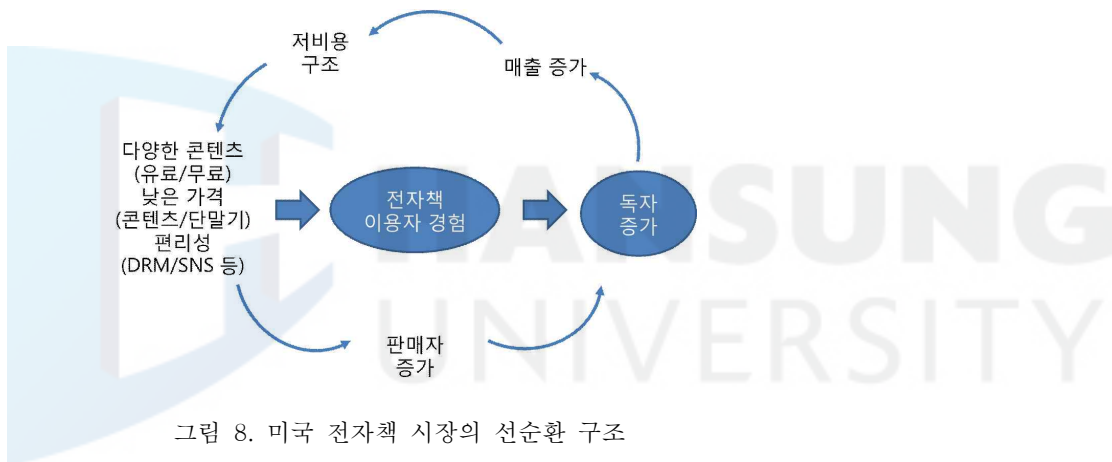 저비용
구조
매출 증가
다양한 콘텐츠
(유료/무료)
낮은 가격
(콘텐츠/단말기)
편리성
(DRM/SNS 등)
전자책
이용자 경험
독자
증가
판매자
증가
HANSUNG
UNIVERSITY
그림 8. 미국 전자책 시장의 선순환 구조